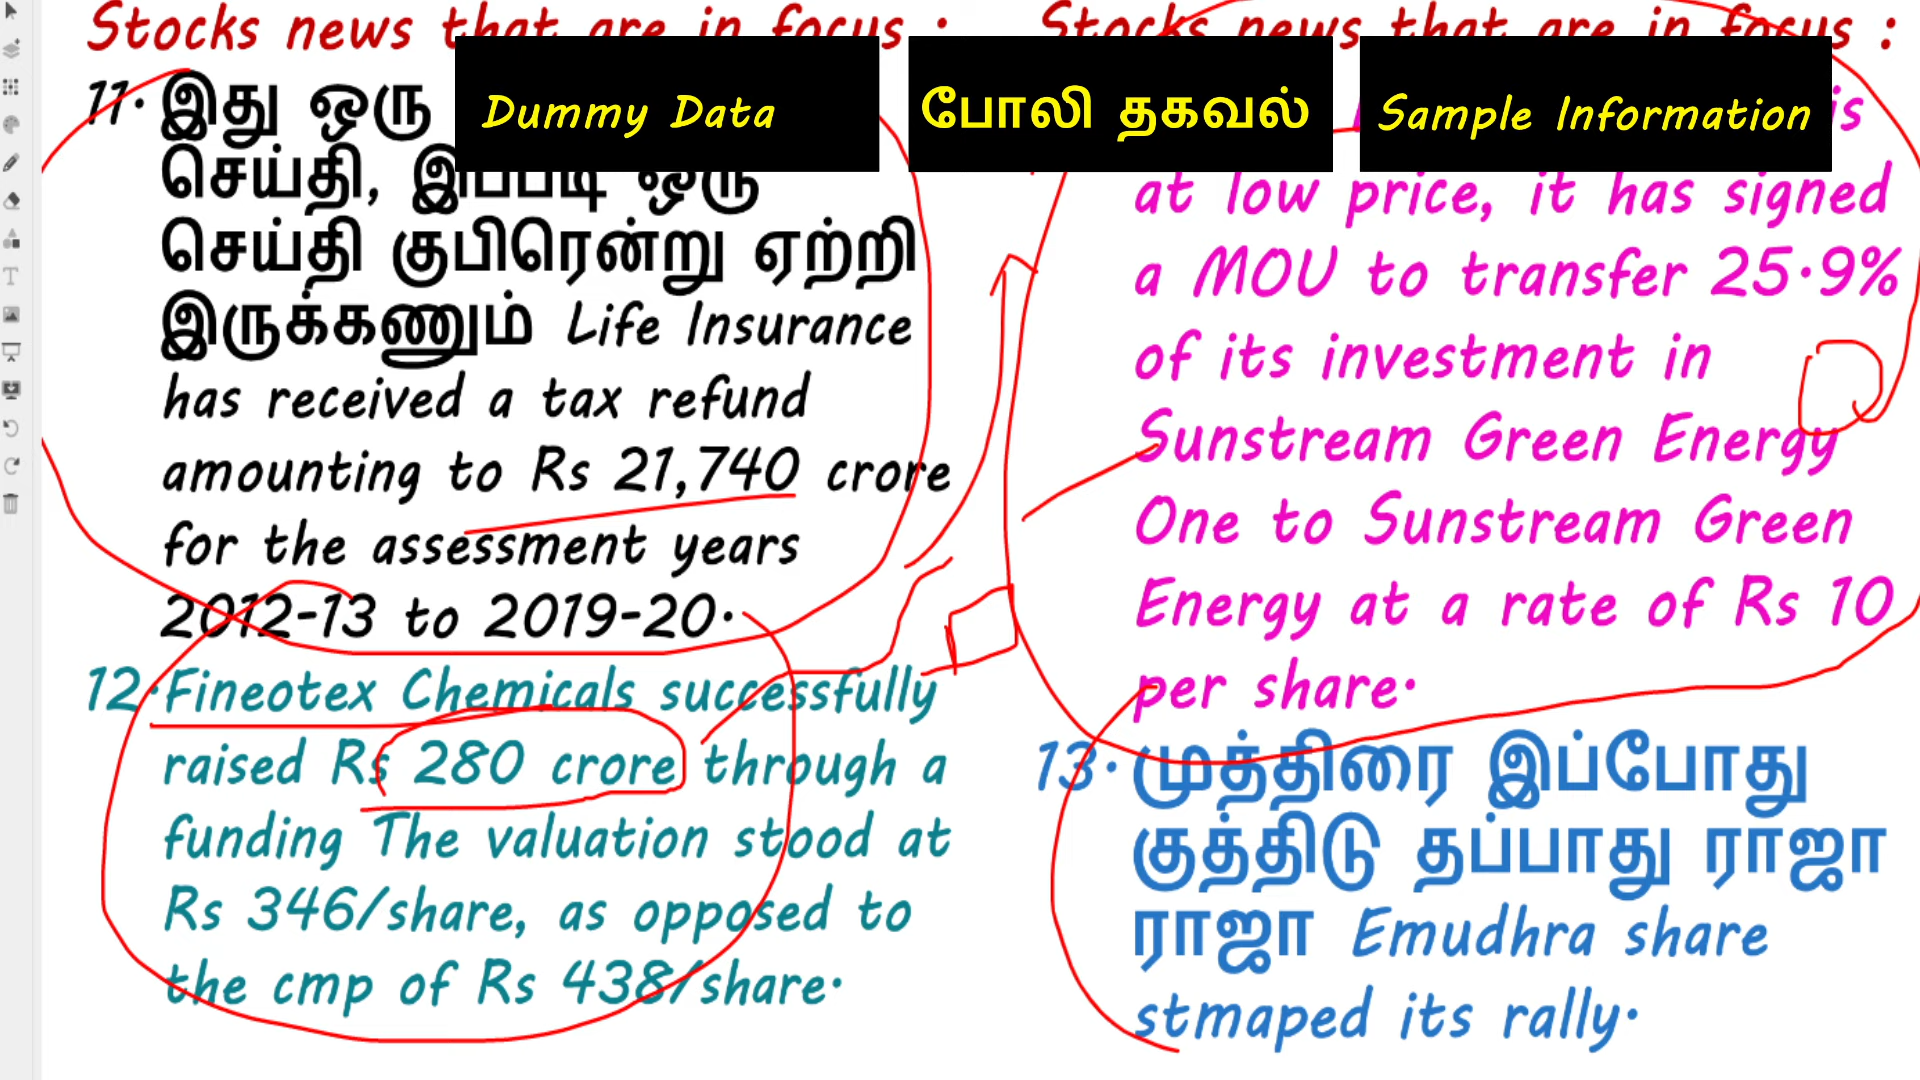 Stocks news that are in focus :
11. இது ஒரு
செய்தி, இப்படி ஒரு
செய்தி குபிரென்று ஏற்றி
இருக்கணும் Life Insurance
has received a tax refund
amounting to Rs 21,740 crore
for the assessment years
2012-13 to 2019-20.
12. Fineotex Chemicals successfully
raised Rs 280 crore through a
funding The valuation stood at
Rs 346/share, as opposed to
the cmp of Rs 438/share.
Dummy Data
போலி தகவல்
Sample Information
Stocks news that are in focus :
is
at low price, it has signed
a MOU to transfer 25.9%
of its investment in
Sunstream Green Energy
One to Sunstream Green
Energy at a rate of Rs 10
per share.
13. முத்திரை இப்போது
குத்திடு தப்பாது ராஜா
ராஜா Emudhra share
stmaped its rally.